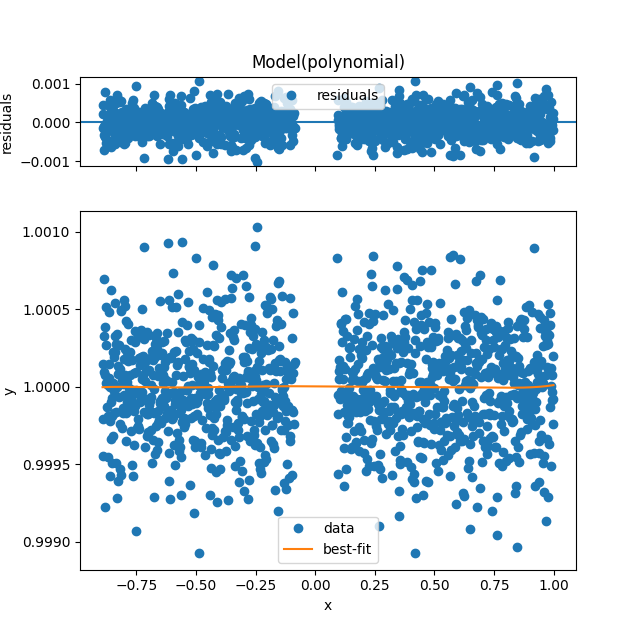 Model(polynomial)
0.001
0.000
−0.001
residuals
residuals
1.0010
1.0005
1.0000
0.9995
0.9990
y
data
best-fit
−0.75
−0.50
−0.25
0.00
0.25
0.50
0.75
1.00
x